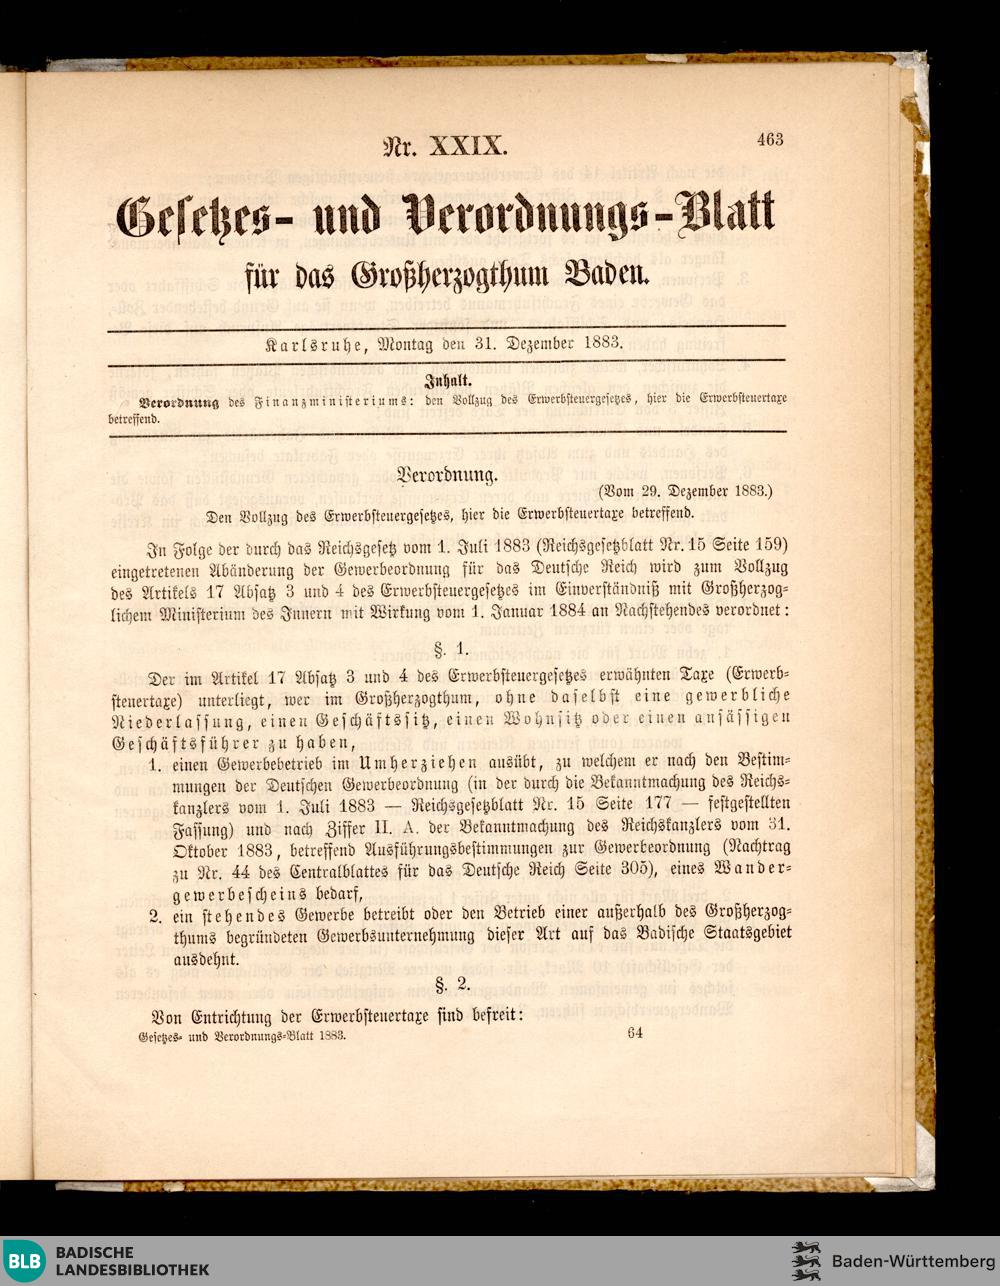 463
Nr. XXIX.
Gesetzes- und Verordnungs-Blatt
für das Großherzogthum Baden.
Karlsruhe, Montag den 31. Dezember 1883.
Inhalt.
Verordnung des Finanzministeriums: den Vollzug des Erwerbsteuergesetzes, hier die Erwerbsteuertaxe
betreffend.
Verordnung.
(Vom 29. Dezember 1883.)
Den Vollzug des Erwerbsteuergesetzes, hier die Erwerbsteuertaxe betreffend.
In Folge der durch das Reichsgesetz vom 1. Juli 1883 (Reichsgesetzblatt Nr. 15 Seite 159)
eingetretenen Abänderung der Gewerbeordnung für das Deutsche Reich wird zum Vollzug
des Artikels 17 Absatz 3 und 4 des Erwerbsteuergesetzes im Einverständniß mit Großherzog-
lichem Ministerium des Innern mit Wirkung vom 1. Januar 1884 an Nachstehendes verordnet:
§. 1.
Der im Artikel 17 Absatz 3 und 4 des Erwerbsteuergesetzes erwähnten Taxe (Erwerb-
steuertaxe) unterliegt, wer im Großherzogthum, ohne daselbst eine gewerbliche
Niederlassung, einen Geschäftssitz, einen Wohnsitz oder einen ansässigen
Geschäftsführer zu haben,
1. einen Gewerbebetrieb im Umherziehen ausübt, zu welchem er nach den Bestim-
mungen der Deutschen Gewerbeordnung (in der durch die Bekanntmachung des Reichs-
kanzlers vom 1. Juli 1883 — Reichsgesetzblatt Nr. 15 Seite 177 — festgestellten
Fassung) und nach Ziffer II. A. der Bekanntmachung des Reichskanzlers vom 31.
Oktober 1883, betreffend Ausführungsbestimmungen zur Gewerbeordnung (Nachtrag
zu Nr. 44 des Centralblattes für das Deutsche Reich Seite 305), eines Wander-
gewerbescheins bedarf,
2. ein stehendes Gewerbe betreibt oder den Betrieb einer außerhalb des Großherzog-
thums begründeten Gewerbsunternehmung dieser Art auf das Badische Staatsgebiet
ausdehnt.
§. 2.
Von Entrichtung der Erwerbsteuertaxe sind befreit:
Gesetzes- und Verordnungs-Blatt 1883.
64
BLB BADISCHE
LANDESBIBLIOTHEK
Baden-Württemberg